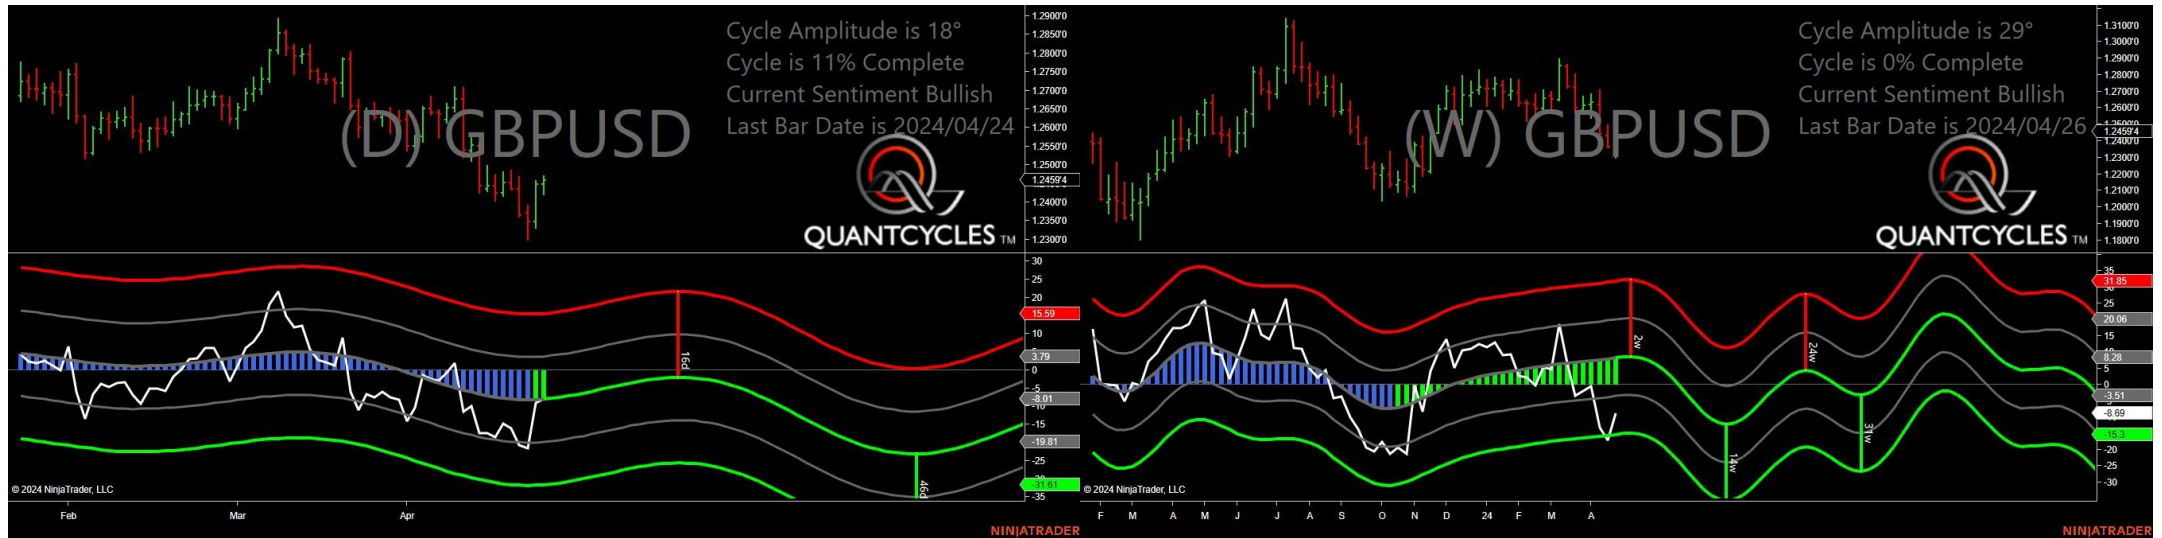 Cycle Amplitude is 18°
Cycle is 11% Complete
Current Sentiment Bullish
Last Bar Date is 2024/04/24
(D) GBPUSD
QUANTCYCLES TM
1.2900'0
1.2850'0
1.2800'0
1.2750'0
1.2700'0
1.2650'0
1.2600'0
1.2550'0
1.2500'0
1.2459'4
1.2400'0
1.2350'0
1.2300'0
30
25
20
15.59
10
5
3.79
0
-5
-8.01
-10
-15
-19.81
-25
-31.61
-35
16d
46d
© 2024 NinjaTrader, LLC
Feb
Mar
Apr
NINJATRADER
Cycle Amplitude is 29°
Cycle is 0% Complete
Current Sentiment Bullish
Last Bar Date is 2024/04/26
(W) GBPUSD
QUANTCYCLES TM
1.3100'0
1.3000'0
1.2900'0
1.2800'0
1.2700'0
1.2600'0
1.2459'4
1.2300'0
1.2200'0
1.2100'0
1.2000'0
1.1900'0
1.1800'0
35
31.85
30
25
20.06
15
8.28
5
0
-3.51
-8.69
-15.3
-20
-25
-30
2w
14w
24w
31w
© 2024 NinjaTrader, LLC
F
M
A
M
J
J
A
S
O
N
D
24
F
M
A
NINJATRADER